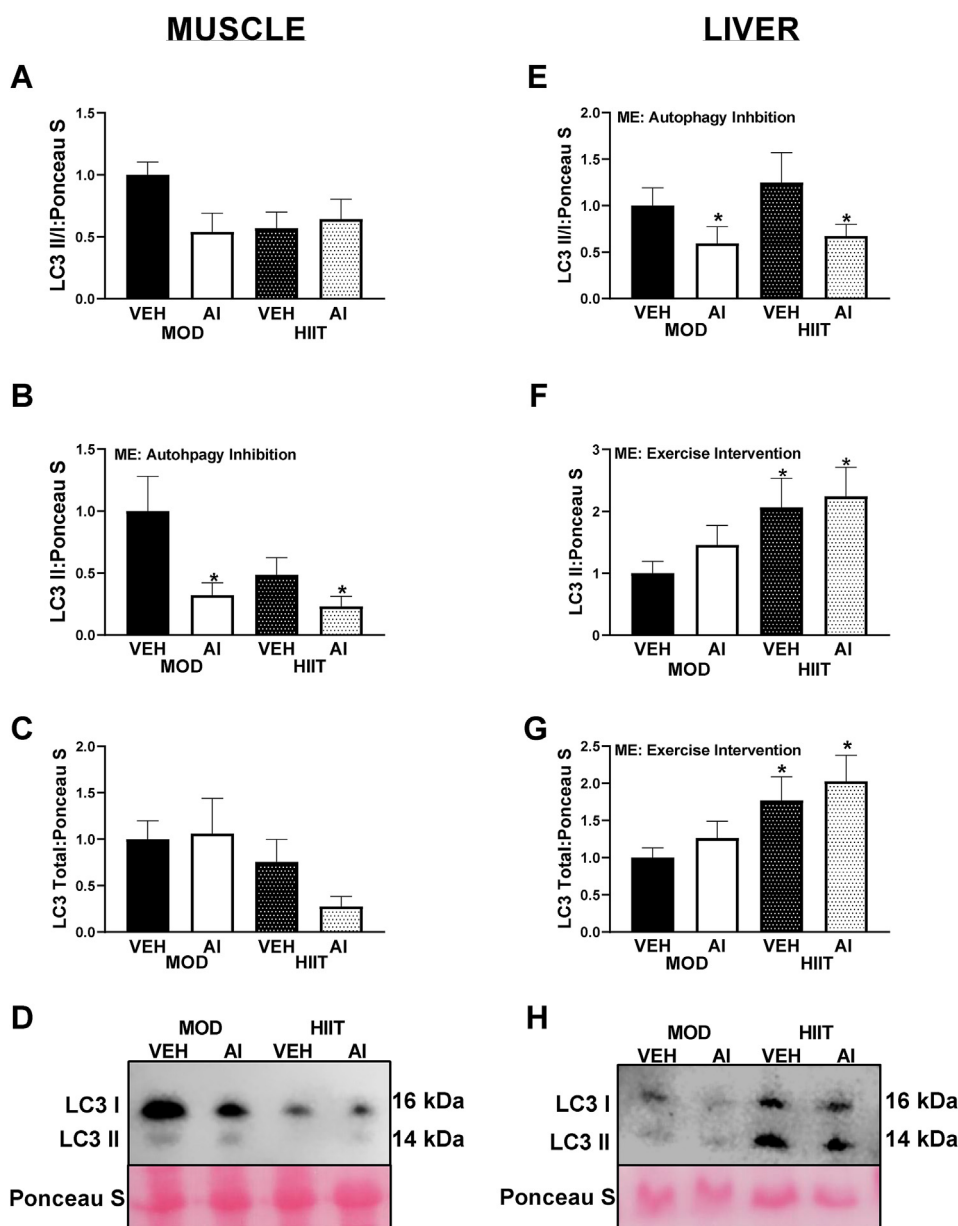 MUSCLE
A
LC3 II/I:Ponceau S
1.5
1.0
0.5
0.0
VEH AI VEH AI
MOD HIIT
B
ME: Autohpagy Inhibition
LC3 II:Ponceau S
1.5
1.0
0.5
0.0
* *
VEH AI VEH AI
MOD HIIT
C
LC3 Total:Ponceau S
2.0
1.5
1.0
0.5
0.0
VEH AI VEH AI
MOD HIIT
D
MOD HIIT
VEH AI VEH AI
LC3 I 16 kDa
LC3 II 14 kDa
Ponceau S
LIVER
E
ME: Autophagy Inhbition
LC3 II/I:Ponceau S
2.0
1.5
1.0
0.5
0.0
* *
VEH AI VEH AI
MOD HIIT
F
ME: Exercise Intervention
LC3 II:Ponceau S
3
2
1
0
* *
VEH AI VEH AI
MOD HIIT
G
ME: Exercise Intervention
LC3 Total:Ponceau S
2.5
2.0
1.5
1.0
0.5
0.0
* *
VEH AI VEH AI
MOD HIIT
H
MOD HIIT
VEH AI VEH AI
LC3 I 16 kDa
LC3 II 14 kDa
Ponceau S